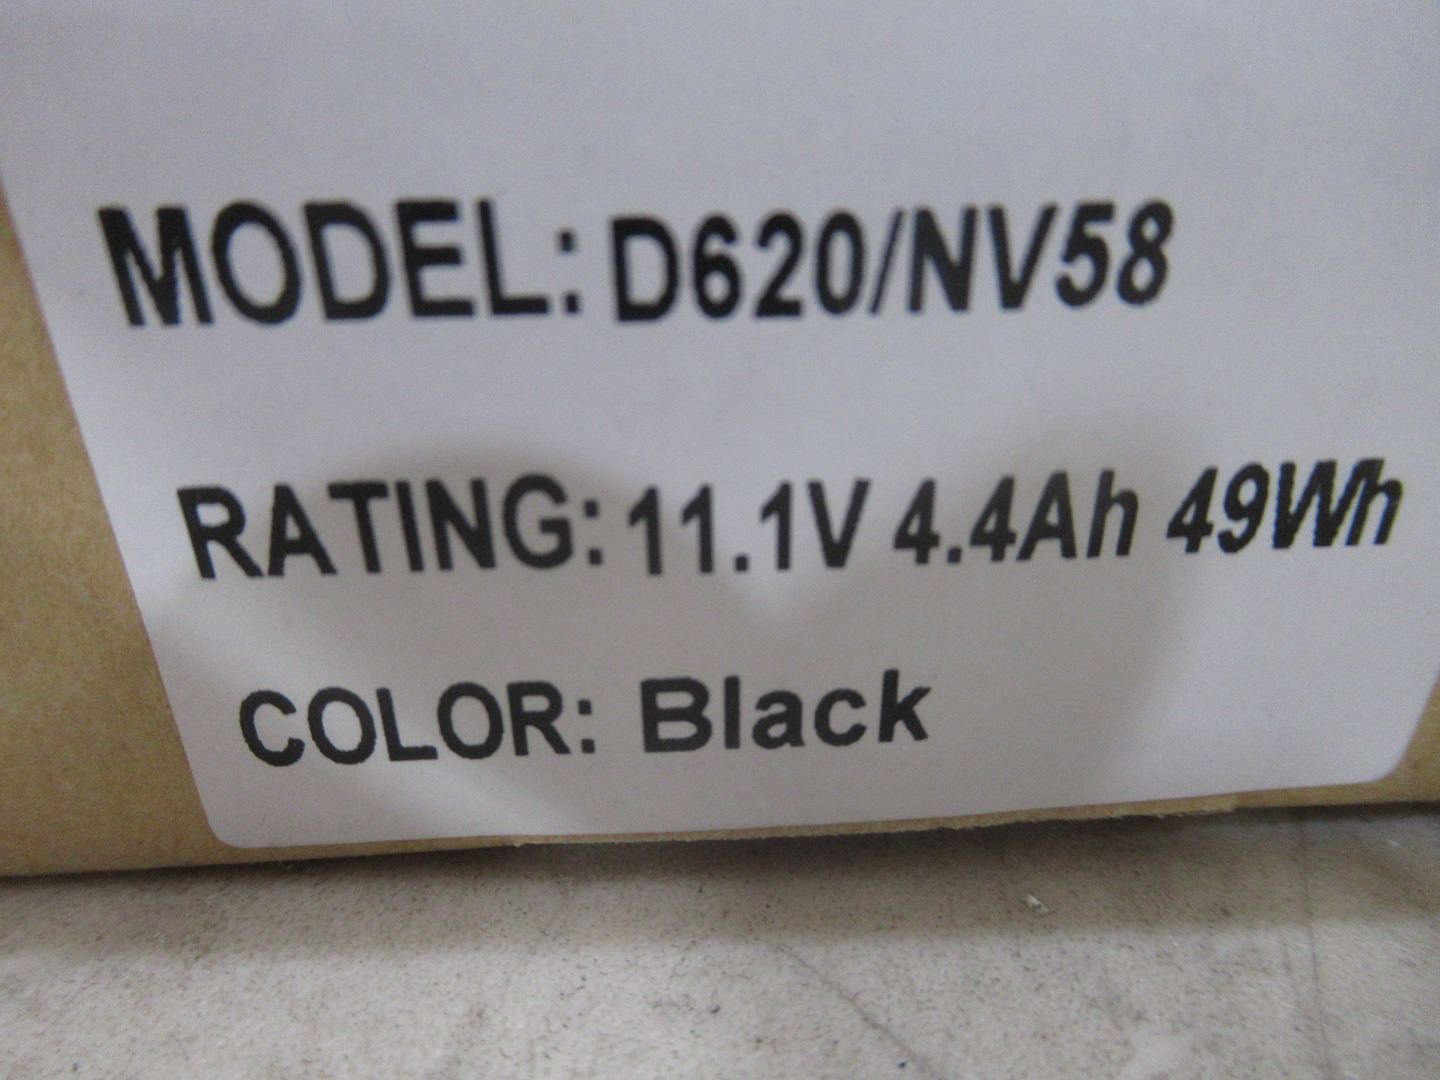 MODEL: D620/NV58
RATING: 11.1V 4.4Ah 49Wh
COLOR: Black